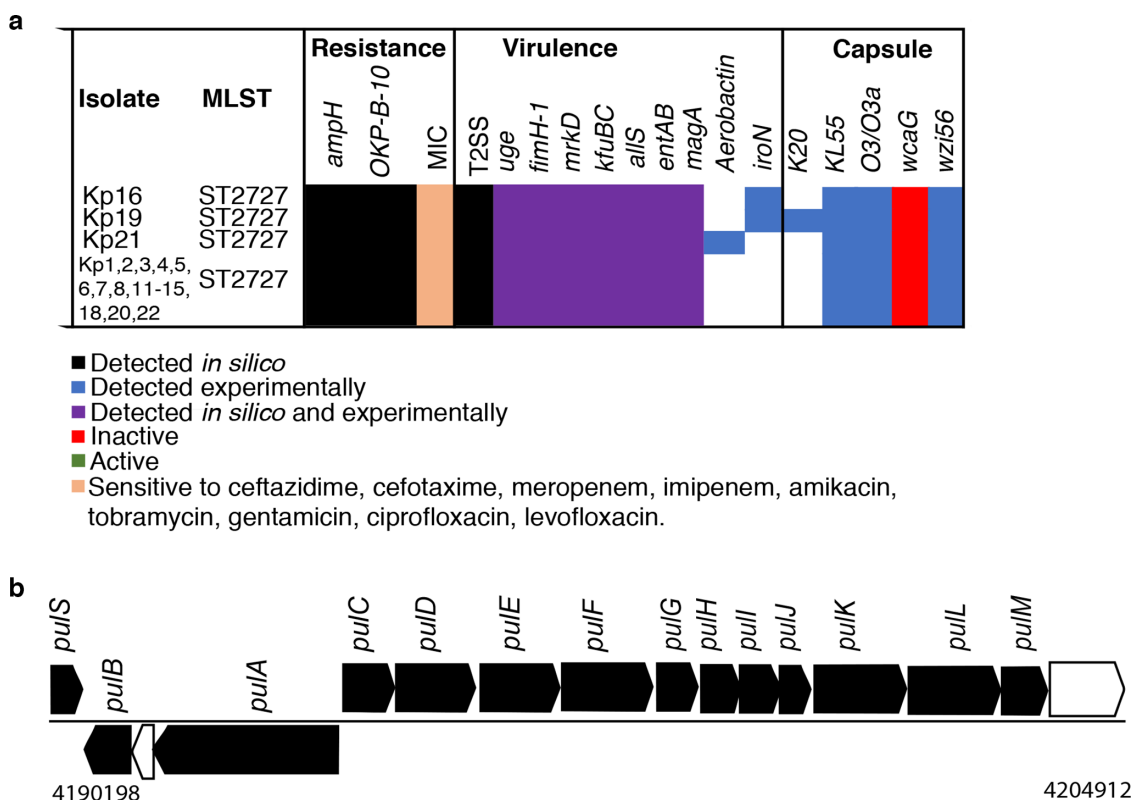 a
Resistance Virulence Capsule
Isolate MLST
ampH OKP-B-10 MIC T2SS uge fimH-1 mrkD kfuBC allS entAB magA Aerobactin iroN K20 KL55 O3/O3a wcaG wzi56
Kp16 ST2727
Kp19 ST2727
Kp21 ST2727
Kp1,2,3,4,5,
6,7,8,11-15, ST2727
18,20,22
Detected in silico
Detected experimentally
Detected in silico and experimentally
Inactive
Active
Sensitive to ceftazidime, cefotaxime, meropenem, imipenem, amikacin,
tobramycin, gentamicin, ciprofloxacin, levofloxacin.
b
pulS pulB pulA pulC pulD pulE pulF pulG pulH pulI pulJ pulK pulL pulM
4190198 4204912